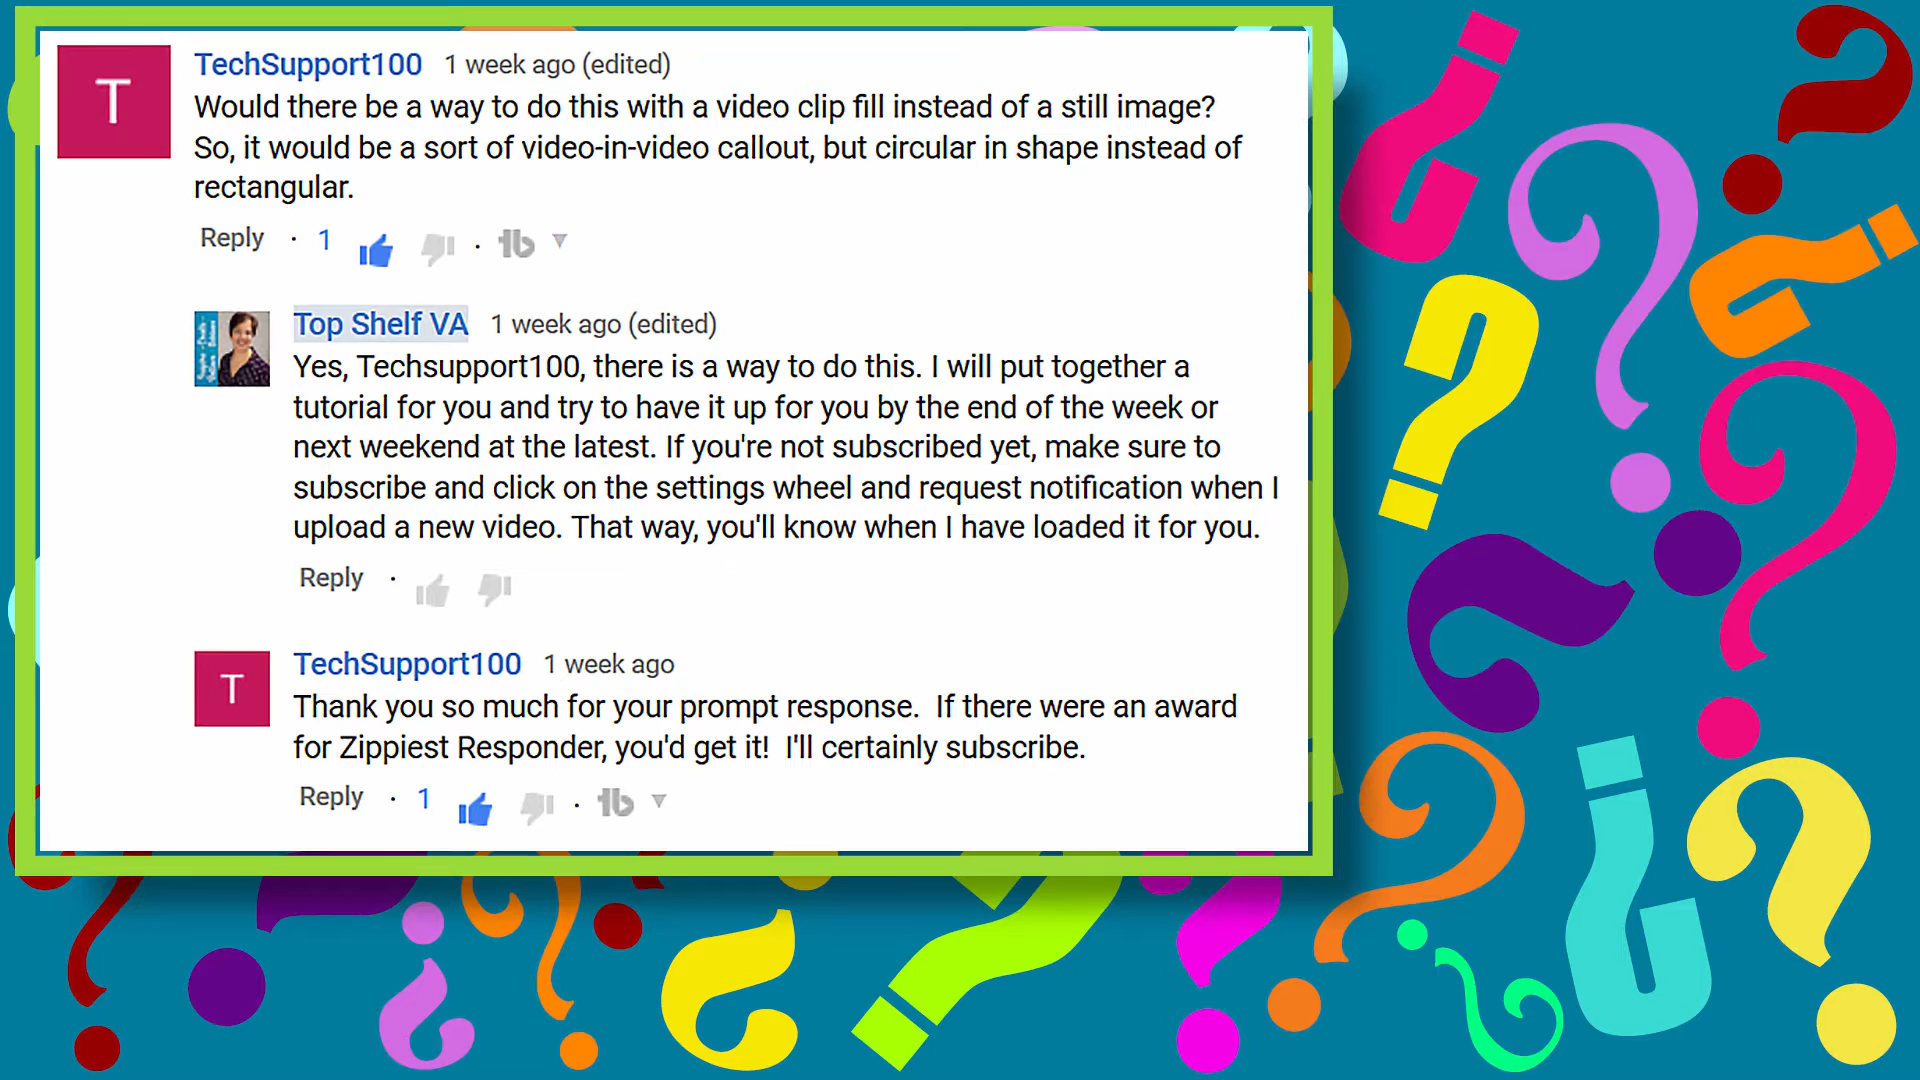 T
TechSupport100 1 week ago (edited)
Would there be a way to do this with a video clip fill instead of a still image?
So, it would be a sort of video-in-video callout, but circular in shape instead of
rectangular.
Reply · 1 · tb
Top Shelf VA 1 week ago (edited)
Yes, Techsupport100, there is a way to do this. I will put together a
tutorial for you and try to have it up for you by the end of the week or
next weekend at the latest. If you're not subscribed yet, make sure to
subscribe and click on the settings wheel and request notification when I
upload a new video. That way, you'll know when I have loaded it for you.
Reply ·
T
TechSupport100 1 week ago
Thank you so much for your prompt response.  If there were an award
for Zippiest Responder, you'd get it!  I'll certainly subscribe.
Reply · 1 · tb